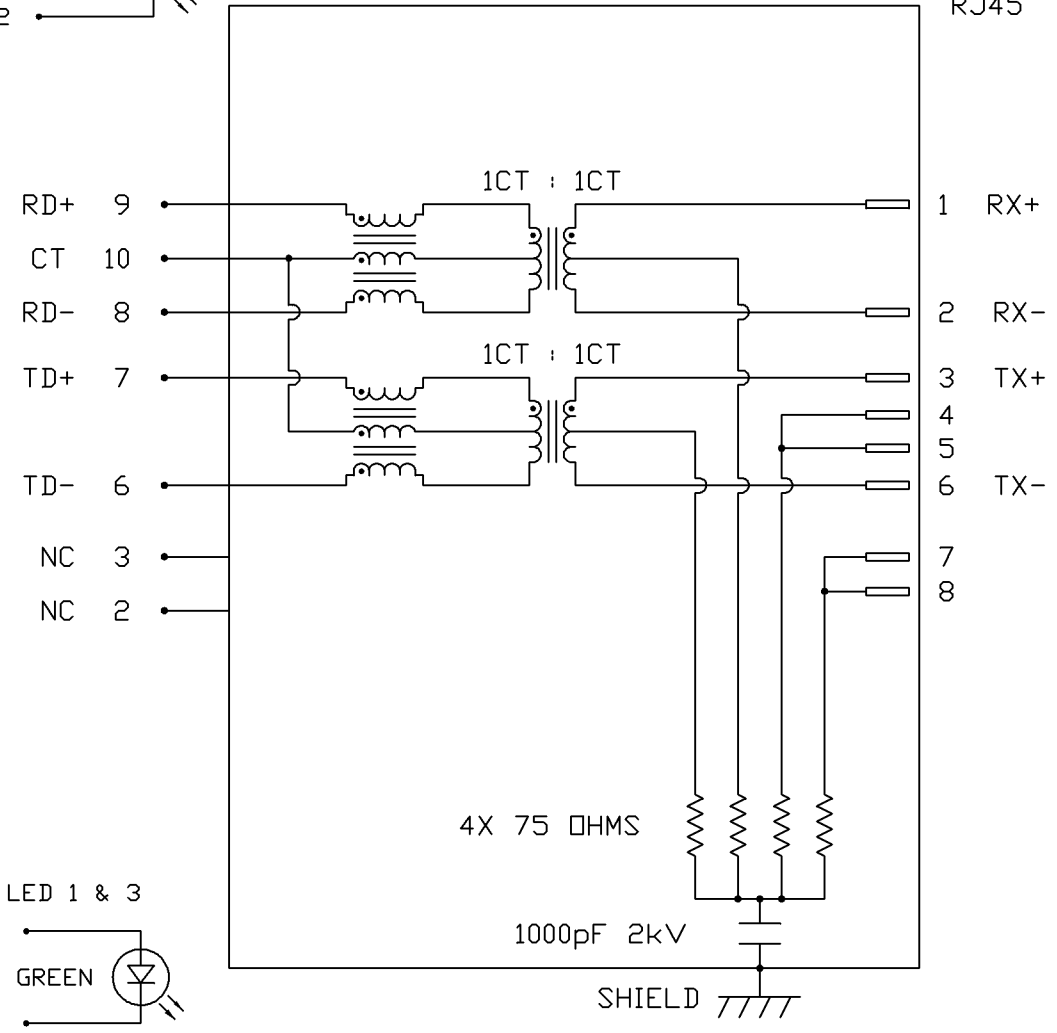 2
RJ45
1CT : 1CT
RD+ 9
1 RX+
CT 10
RD- 8
2 RX-
1CT : 1CT
TD+ 7
3 TX+
4
5
TD- 6
6 TX-
NC 3
7
8
NC 2
4X 75 OHMS
LED 1 & 3
1000pF 2kV
GREEN
SHIELD